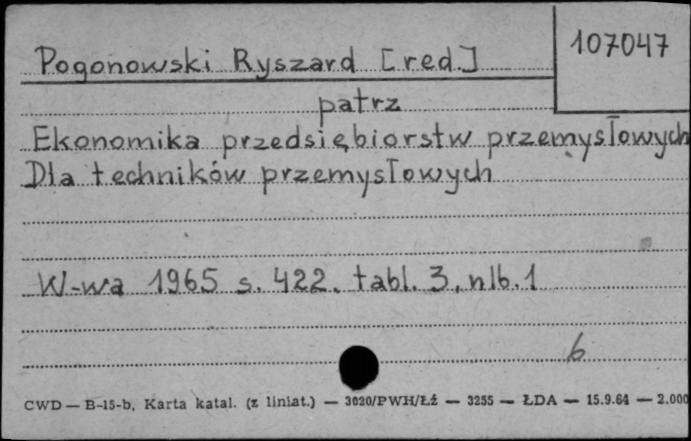 107047
Pogonowski Ryszard [red.]
patrz
Ekonomika przedsiębiorstw przemysłowych
Dla techników przemysłowych
W-wa 1965 s. 422, tabl. 3, nlb. 1
6
CWD — B-15-b, Karta katal. (z liniat.) — 3020/PWH/Łź — 3255 — ŁDA — 15.9.64 — 2.000